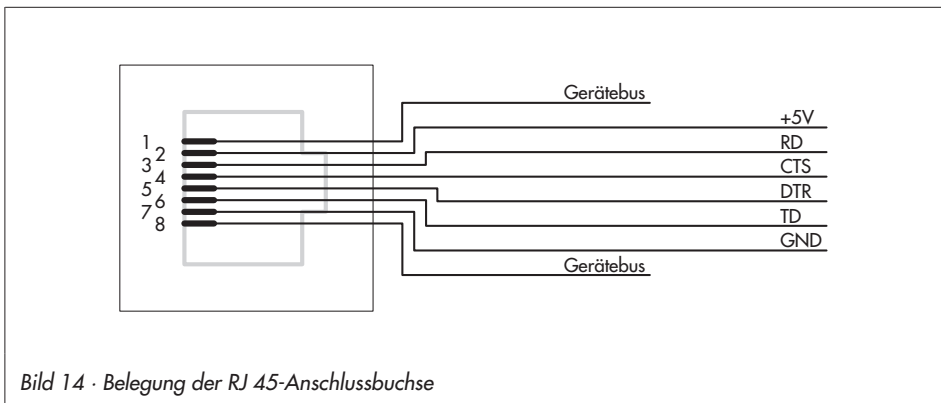 Gerätebus
+5V
1
RD
2
3
CTS
4
5
DTR
6
TD
7
8
GND
Gerätebus
Bild 14 · Belegung der RJ 45-Anschlussbuchse